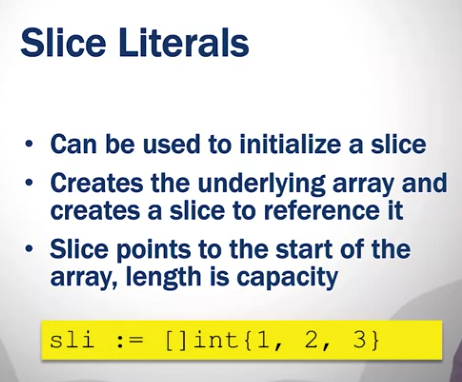 Slice Literals
• Can be used to initialize a slice
• Creates the underlying array and
creates a slice to reference it
• Slice points to the start of the
array, length is capacity
sli := []int{1, 2, 3}